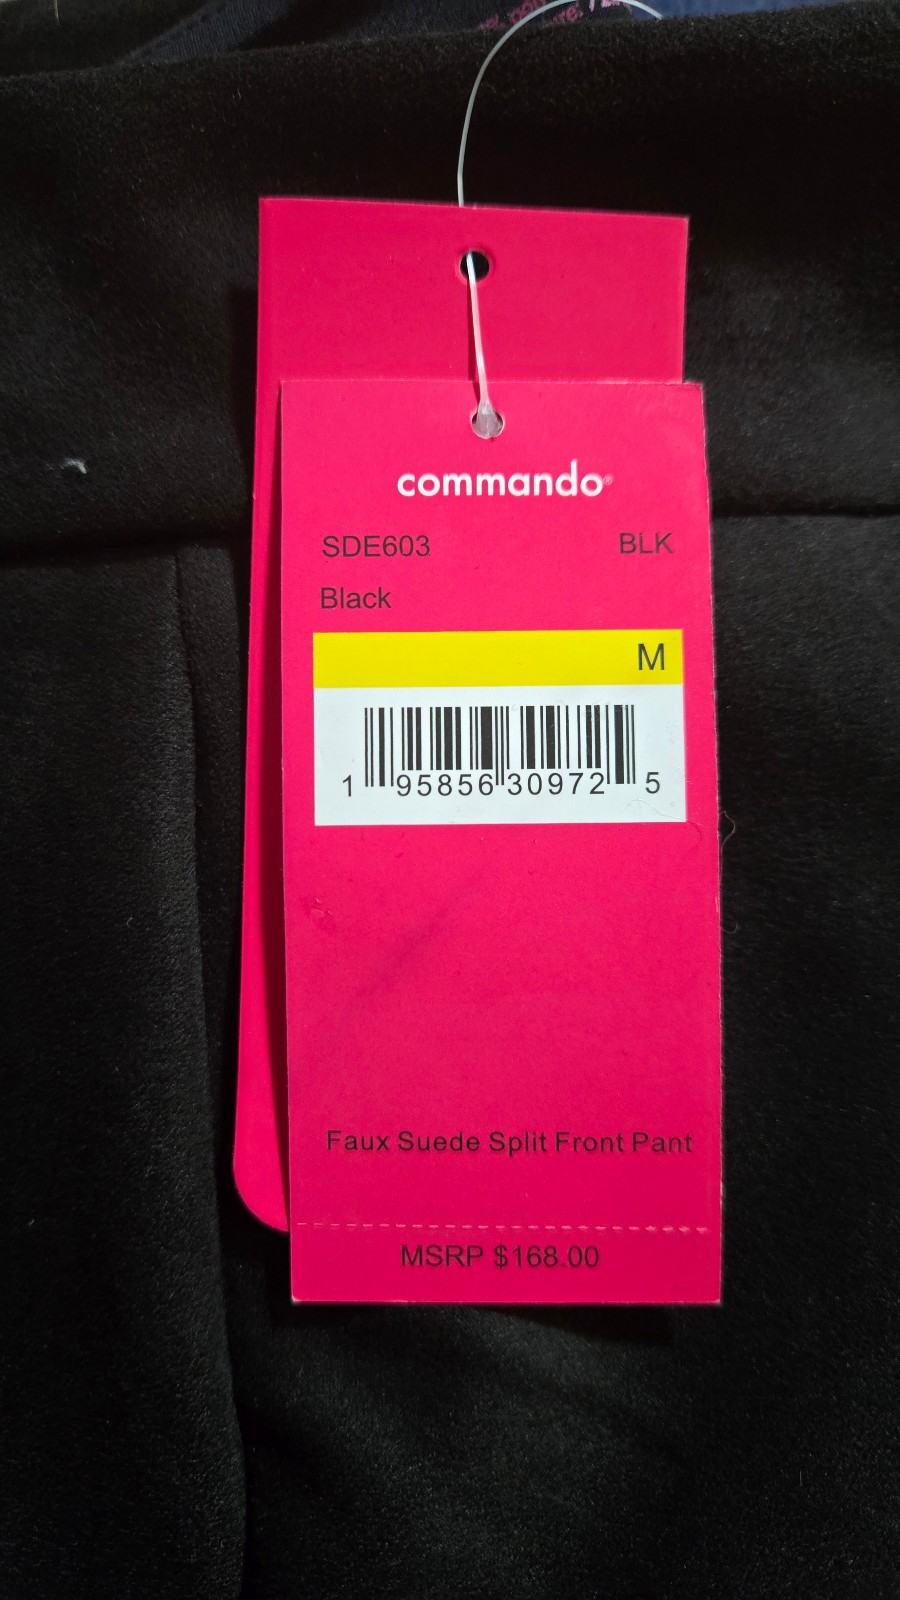 commando®
SDE603 BLK
Black
M
1 95856 30972 5
Faux Suede Split Front Pant
MSRP $168.00